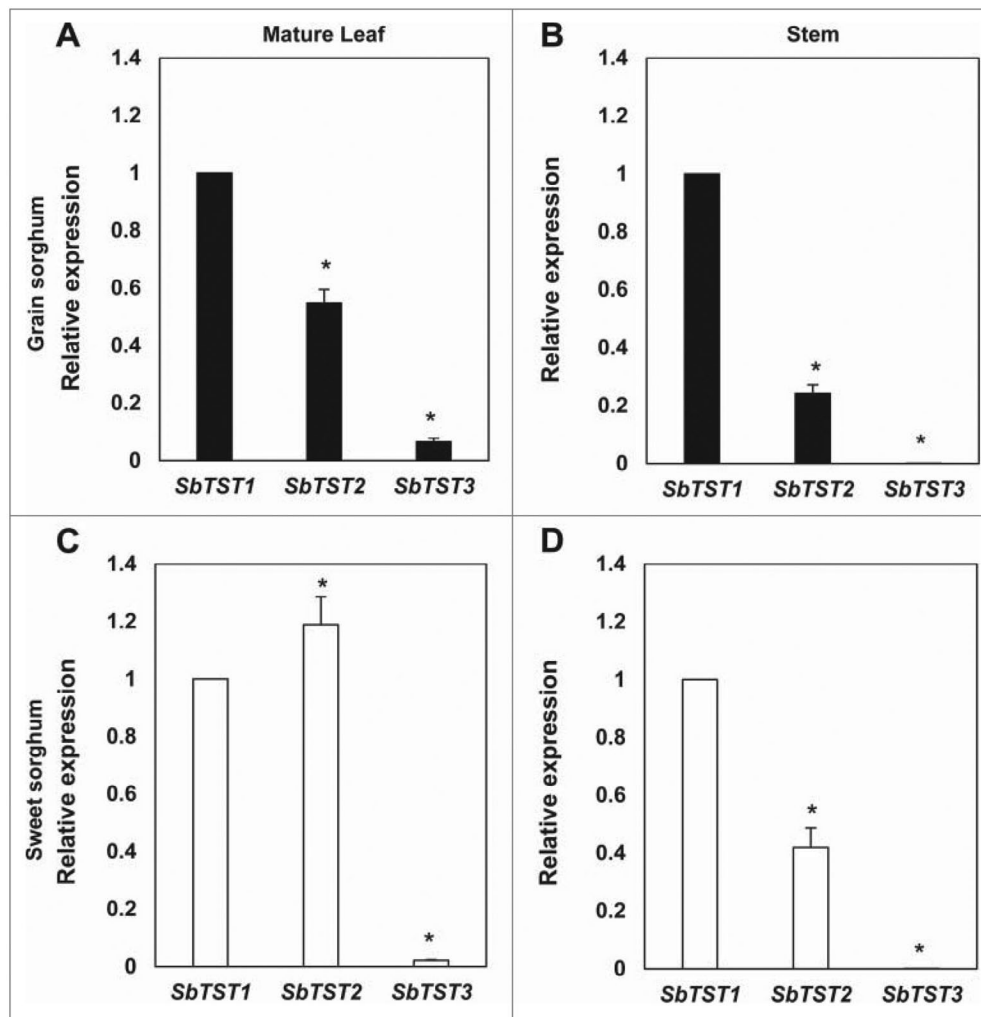 A
Mature Leaf
Grain sorghum
Relative expression
1.4
1.2
1
0.8
0.6
0.4
0.2
0
*
*
SbTST1 SbTST2 SbTST3
B
Stem
Relative expression
1.4
1.2
1
0.8
0.6
0.4
0.2
0
*
*
SbTST1 SbTST2 SbTST3
C
Sweet sorghum
Relative expression
1.4
1.2
1
0.8
0.6
0.4
0.2
0
*
*
SbTST1 SbTST2 SbTST3
D
Relative expression
1.4
1.2
1
0.8
0.6
0.4
0.2
0
*
*
SbTST1 SbTST2 SbTST3